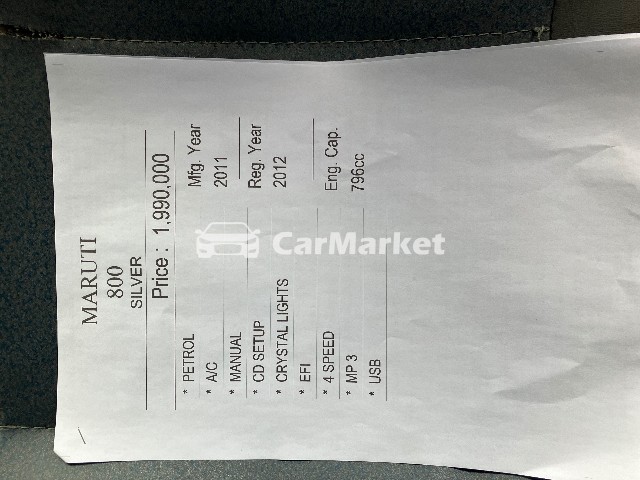 MARUTI
800
SILVER
Price : 1,990,000
* PETROL
* A/C
* MANUAL
* CD SETUP
* CRYSTAL LIGHTS
* EFI
* 4 SPEED
* MP 3
* USB
Mfg. Year
2011
Reg. Year
2012
Eng. Cap.
796cc
CarMarket